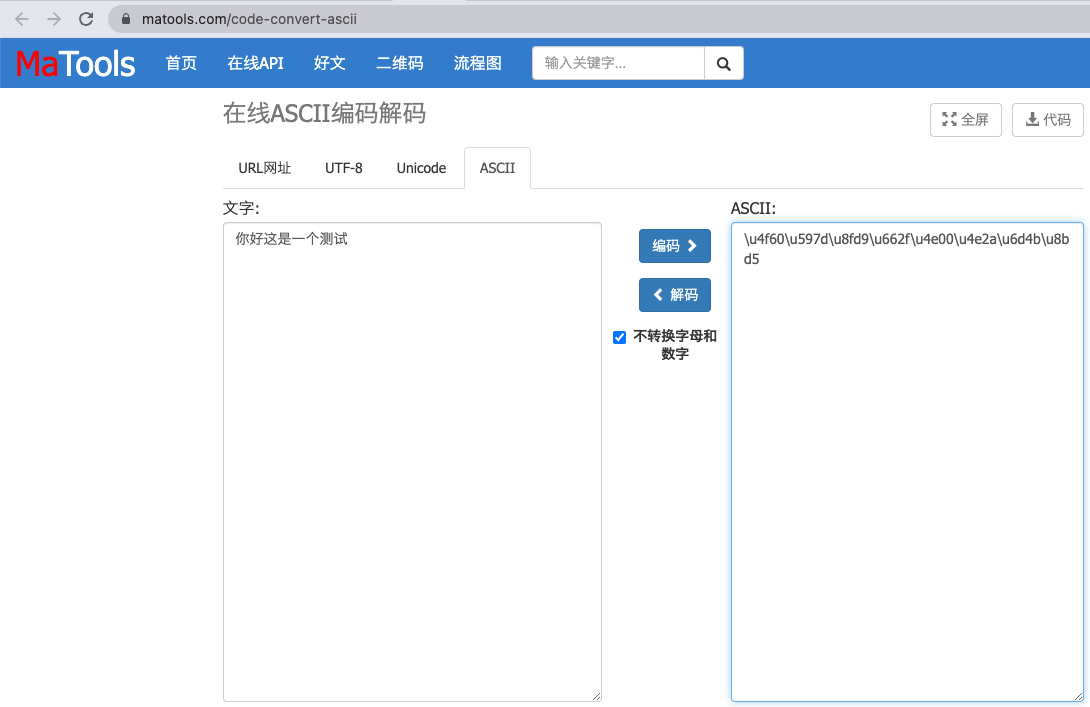 matools.com/code-convert-ascii
MaTools 首页 在线API 好文 二维码 流程图 输入关键字...
在线ASCII编码解码
全屏 代码
URL网址 UTF-8 Unicode ASCII
文字:
你好这是一个测试
编码
解码
不转换字母和
数字
ASCII:
\u4f60\u597d\u8fd9\u662f\u4e00\u4e2a\u6d4b\u8b
d5